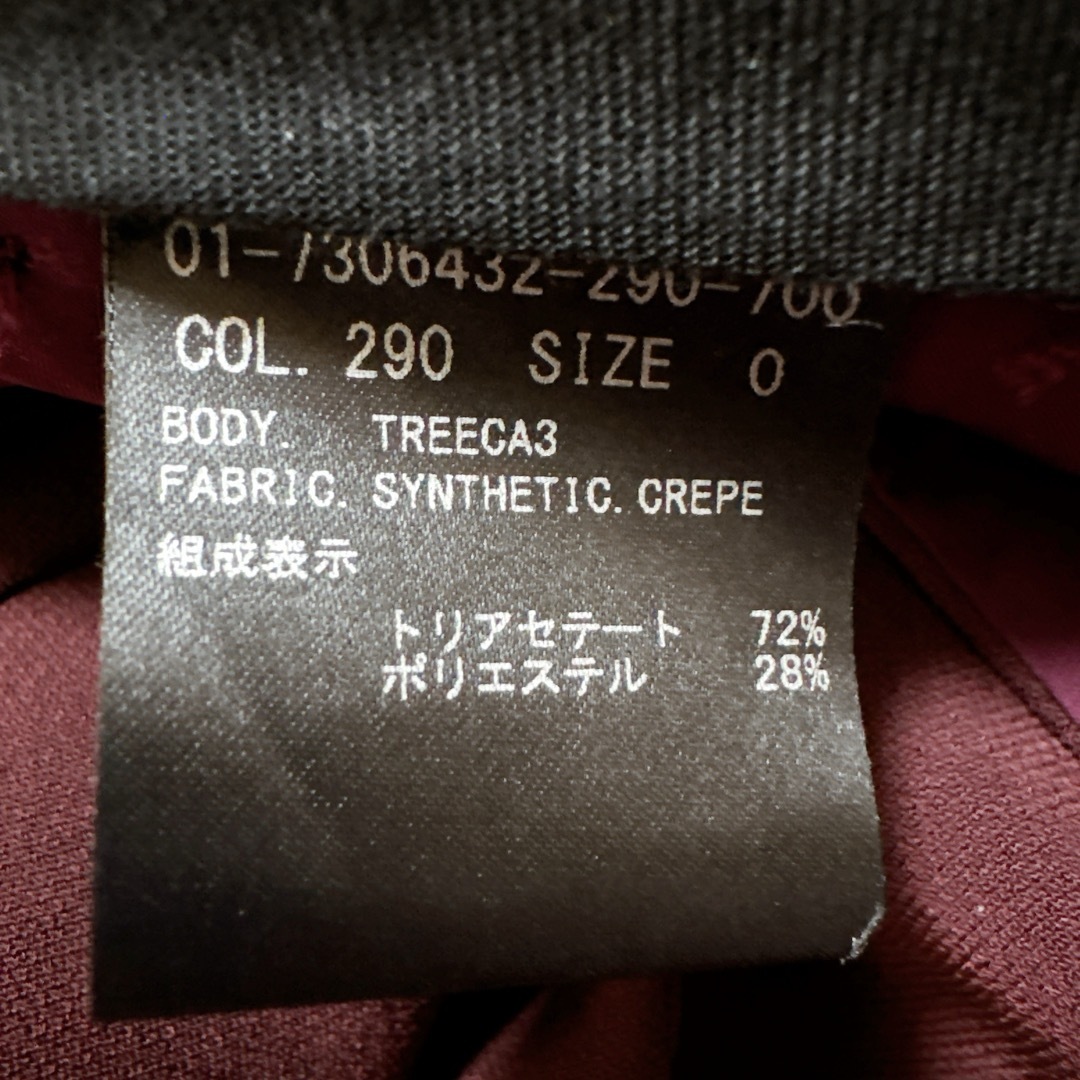 01-7306432-290-700
COL. 290 SIZE 0
BODY. TREECA3
FABRIC. SYNTHETIC.CREPE
組成表示
トリアセテート 72%
ポリエステル 28%